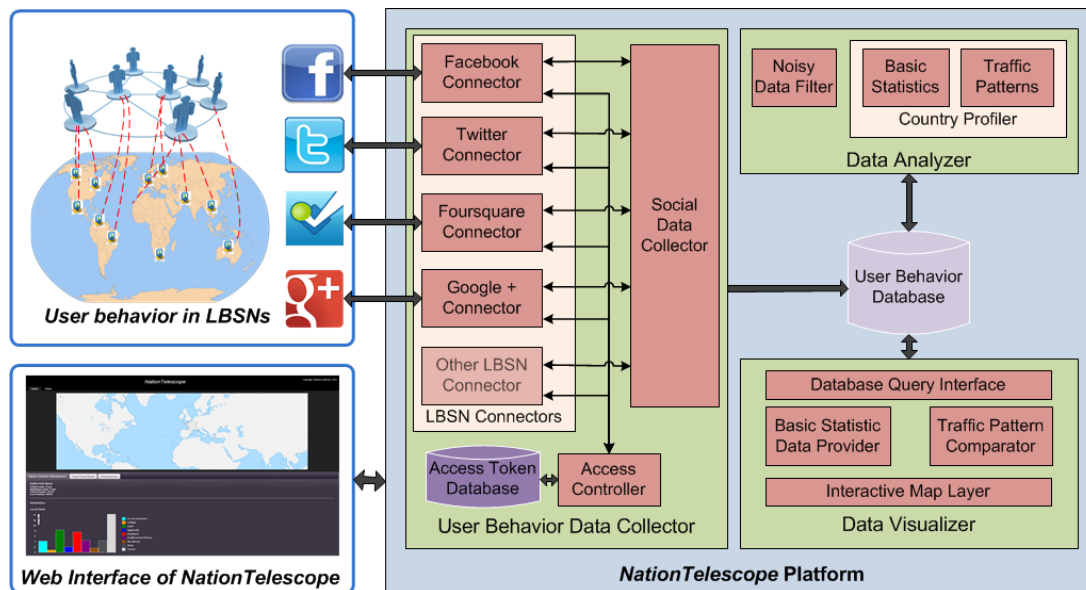 f
Facebook
Connector
Twitter
Connector
Foursquare
Connector
g+
Google +
Connector
Other LBSN
Connector
LBSN Connectors
Social
Data
Collector
User behavior in LBSNs
NationTelescope
Web Interface of NationTelescope
Access Token
Database
Access
Controller
User Behavior Data Collector
Noisy
Data Filter
Basic
Statistics
Traffic
Patterns
Country Profiler
Data Analyzer
User Behavior
Database
Database Query Interface
Basic Statistic
Data Provider
Traffic Pattern
Comparator
Interactive Map Layer
Data Visualizer
NationTelescope Platform